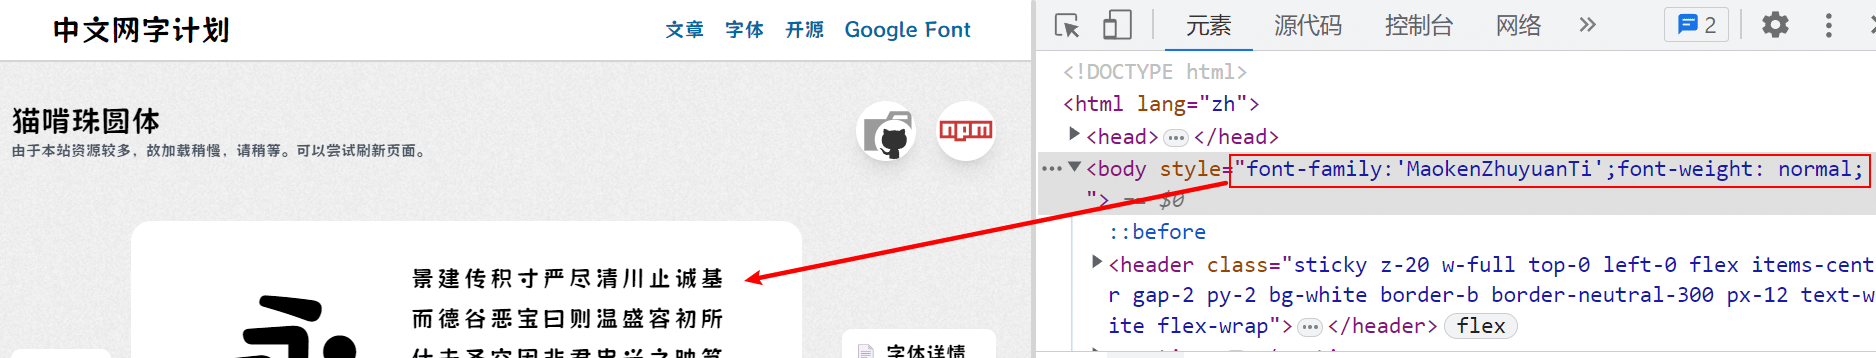 中文网字计划
文章 字体 开源 Google Font
猫啃珠圆体
由于本站资源较多，故加载稍慢，请稍等。可以尝试刷新页面。
npm
景建传积寸严尽清川止诚基
而德谷恶宝曰则温盛容初所
字体详情
元素 源代码 控制台 网络 » 2
<!DOCTYPE html>
<html lang="zh">
<head>…</head>
<body style="font-family:'MaokenZhuyuanTi';font-weight: normal;
"> == $0
::before
<header class="sticky z-20 w-full top-0 left-0 flex items-cent
r gap-2 py-2 bg-white border-b border-neutral-300 px-12 text-w
ite flex-wrap">…</header> flex